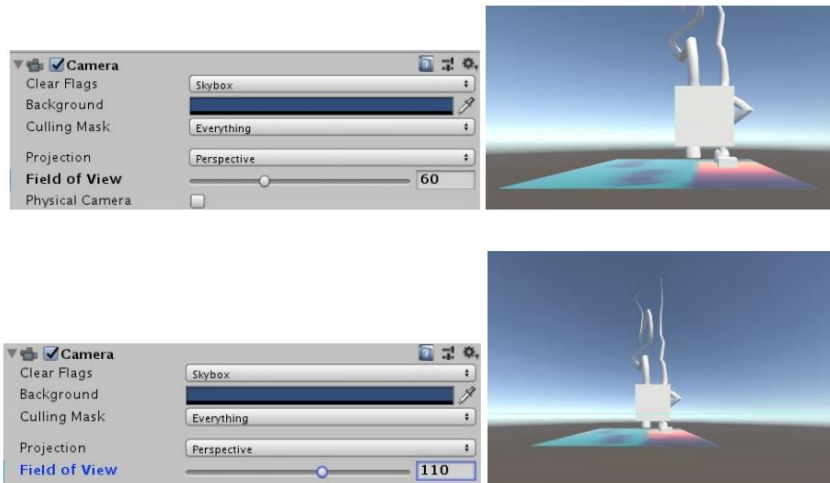 Camera
Clear Flags Skybox
Background
Culling Mask Everything
Projection Perspective
Field of View 60
Physical Camera
Camera
Clear Flags Skybox
Background
Culling Mask Everything
Projection Perspective
Field of View 110